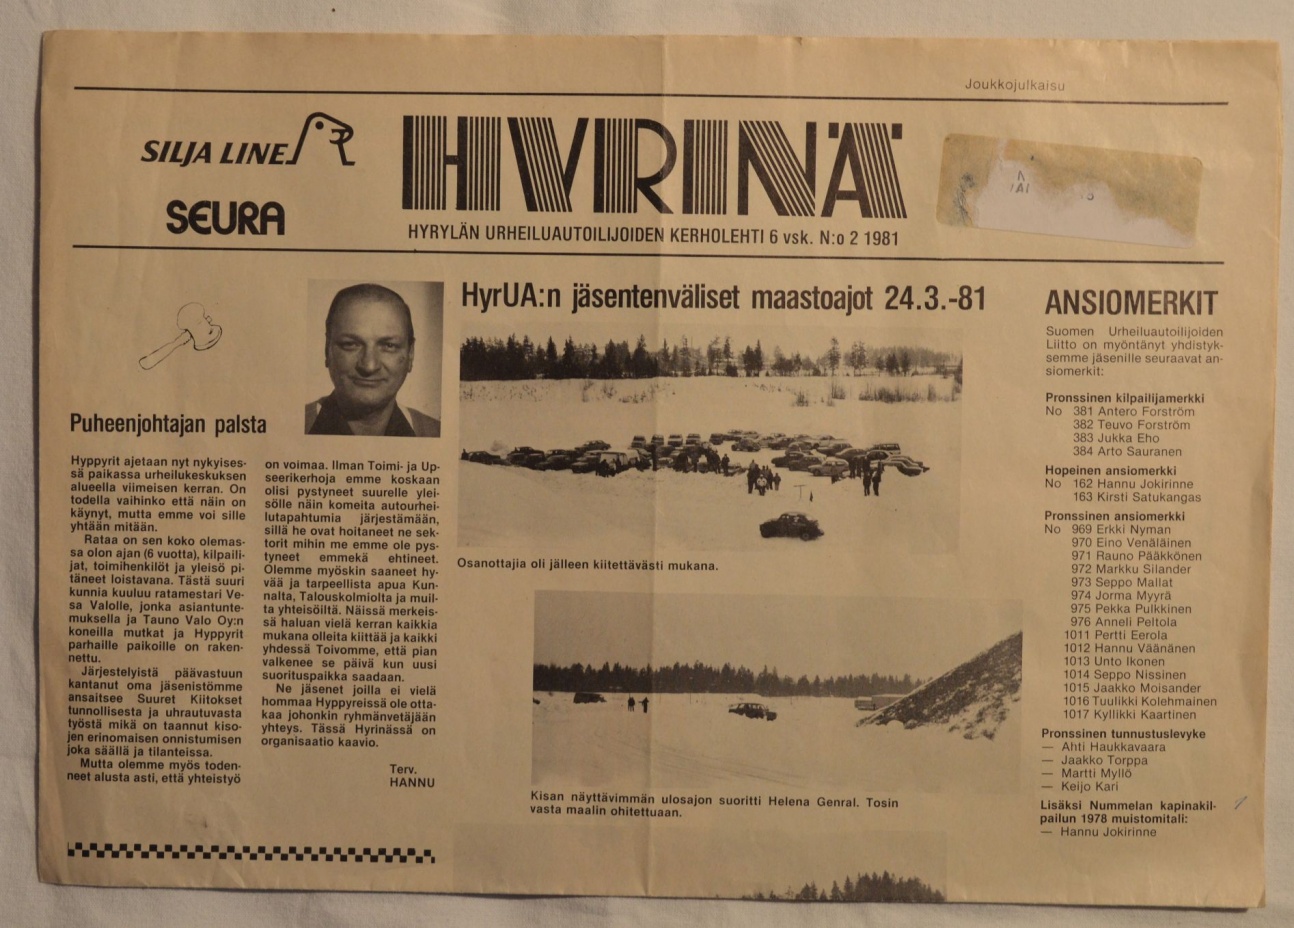 Joukkojulkaisu
SILJA LINE
SEURA
HYRINÄ
HYRYLÄN URHEILUAUTOILIJOIDEN KERHOLEHTI 6 vsk. N:o 2 1981
Puheenjohtajan palsta
Hyppyrit ajetaan nyt nykyises-
sä paikassa urheilukeskuksen
alueella viimeisen kerran. On
todella vaihinko että näin on
käynyt, mutta emme voi sille
yhtään mitään.
Rataa on sen koko olemas-
sa olon ajan (6 vuotta), kilpaili-
jat, toimihenkilöt ja yleisö pi-
täneet loistavana. Tästä suuri
kunnia kuuluu ratamestari Ve-
sa Valolle, jonka asiantunte-
muksella ja Tauno Valo Oy:n
koneilla mutkat ja Hyppyrit
parhaille paikoille on raken-
nettu.
Järjestelyistä päävastuun
kantanut oma jäsenistömme
ansaitsee Suuret Kiitokset
tunnollisesta ja uhrautuvasta
työstä mikä on taannut kiso-
jen erinomaisen onnistumisen
joka säällä ja tilanteissa.
Mutta olemme myös toden-
neet alusta asti, että yhteistyö
on voimaa. Ilman Toimi- ja Up-
seerikerhoja emme koskaan
olisi pystyneet suurelle ylei-
sölle näin komeita autourhei-
lutapahtumia järjestämään,
sillä he ovat hoitaneet ne sek-
torit mihin me emme ole pys-
tyneet emmekä ehtineet.
Olemme myöskin saaneet hy-
vää ja tarpeellista apua Kun-
nalta, Talouskolmiolta ja muil-
ta yhteisöiltä. Näissä merkeis-
sä haluan vielä kerran kaikkia
mukana olleita kiittää ja kaikki
yhdessä Toivomme, että pian
valkenee se päivä kun uusi
suorituspaikka saadaan.
Ne jäsenet joilla ei vielä
hommaa Hyppyreissä ole otta-
kaa johonkin ryhmänvetäjään
yhteys. Tässä Hyrinässä on
organisaatio kaavio.
Terv.
HANNU
HyrUA:n jäsentenväliset maastoajot 24.3.-81
Osanottajia oli jälleen kiitettävästi mukana.
Kisan näyttävimmän ulosajon suoritti Helena Genral. Tosin
vasta maalin ohitettuaan.
ANSIOMERKIT
Suomen Urheiluautoilijoiden
Liitto on myöntänyt yhdistyk-
semme jäsenille seuraavat an-
siomerkit:
Pronssinen kilpailijamerkki
No 381 Antero Forström
382 Teuvo Forström
383 Jukka Eho
384 Arto Sauranen
Hopeinen ansiomerkki
No 162 Hannu Jokirinne
163 Kirsti Satukangas
Pronssinen ansiomerkki
No 969 Erkki Nyman
970 Eino Venäläinen
971 Rauno Pääkkönen
972 Markku Silander
973 Seppo Mallat
974 Jorma Myyrä
975 Pekka Pulkkinen
976 Anneli Peltola
1011 Pertti Eerola
1012 Hannu Väänänen
1013 Unto Ikonen
1014 Seppo Nissinen
1015 Jaakko Moisander
1016 Tuulikki Kolehmainen
1017 Kyllikki Kaartinen
Pronssinen tunnustuslevyke
— Ahti Haukkavaara
— Jaakko Torppa
— Martti Myllö
— Keijo Kari
Lisäksi Nummelan kapinakil-
pailun 1978 muistomitali:
— Hannu Jokirinne